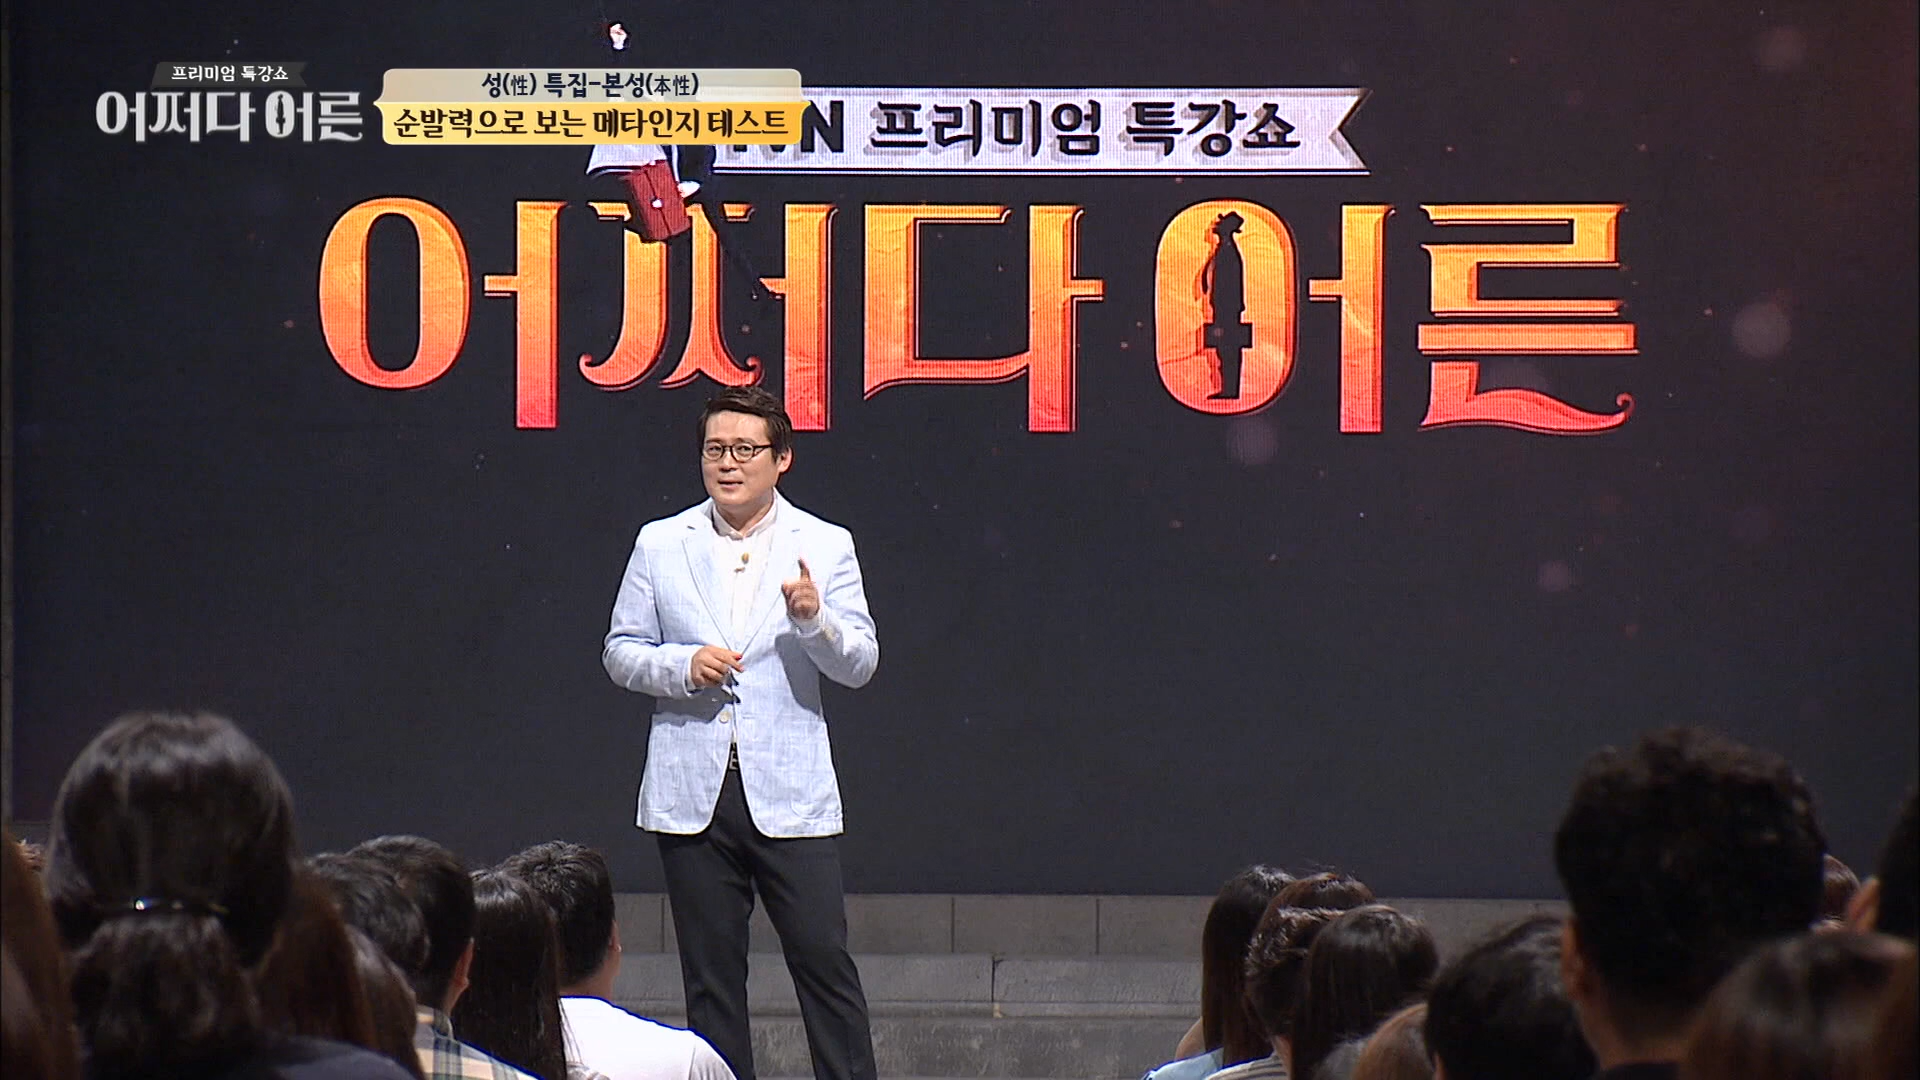 프리미엄 특강쇼
어쩌다 어른
성(性) 특집-본성(本性)
순발력으로 보는 메타인지 테스트
프리미엄 특강쇼
어쩌다 어른